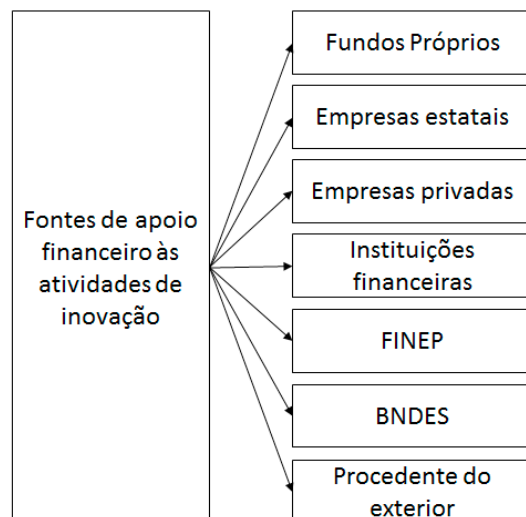 Fontes de apoio
financeiro às
atividades de
inovação
Fundos Próprios
Empresas estatais
Empresas privadas
Instituições
financeiras
FINEP
BNDES
Procedente do
exterior